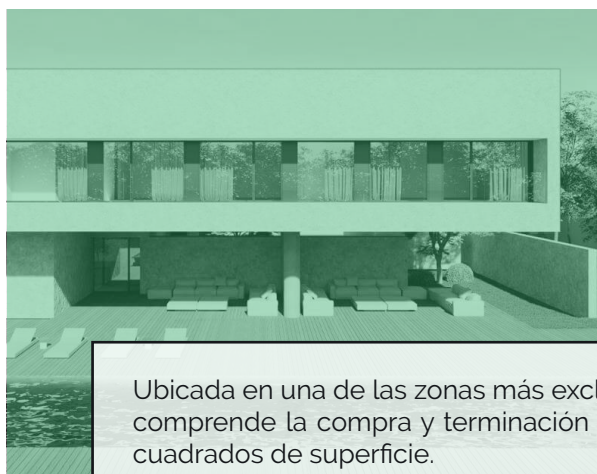 Ubicada en una de las zonas más
comprende la compra y terminación
cuadrados de superficie.